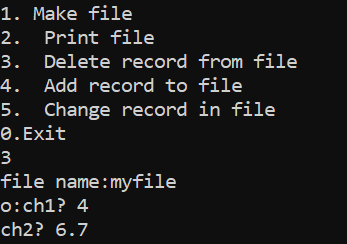 1. Make file
2.  Print file
3.  Delete record from file
4.  Add record to file
5.  Change record in file
0.Exit
3
file name:myfile
o:ch1? 4
ch2? 6.7